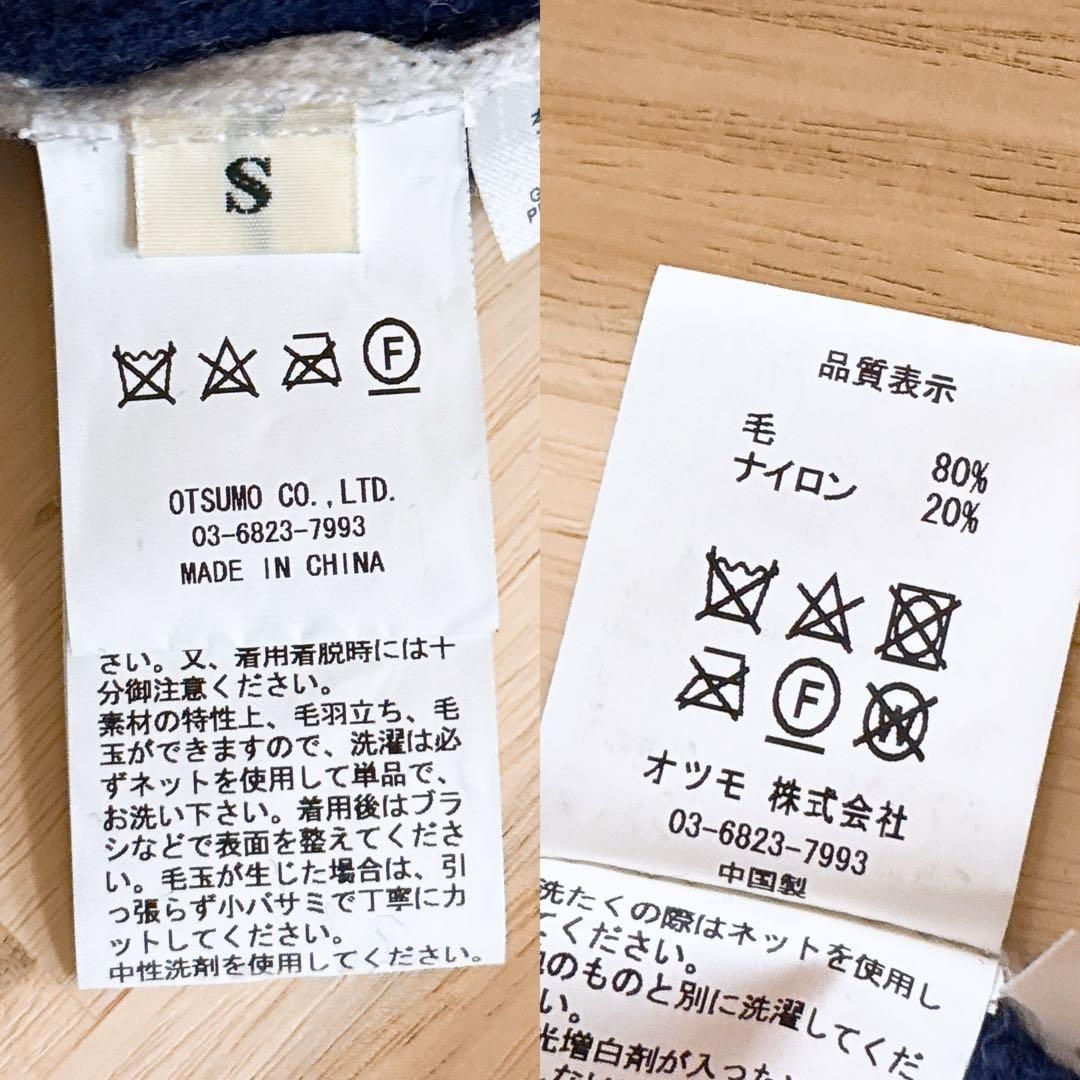 S
F
OTSUMO CO.,LTD.
03-6823-7993
MADE IN CHINA
さい。又、着用着脱時には十
分御注意ください。
素材の特性上、毛羽立ち、毛
玉ができますので、洗濯は必
ずネットを使用して単品で、
お洗い下さい。着用後はブラ
シなどで表面を整えてくださ
い。毛玉が生じた場合は、引
っ張らず小バサミで丁寧にカ
ットしてください。
中性洗剤を使用してください。
品質表示
毛 80%
ナイロン 20%
F W
オツモ 株式会社
03-6823-7993
中国製
洗たくの際はネットを使用し
てください。
のものと別に洗濯してくだ
い。
光増白剤が入った